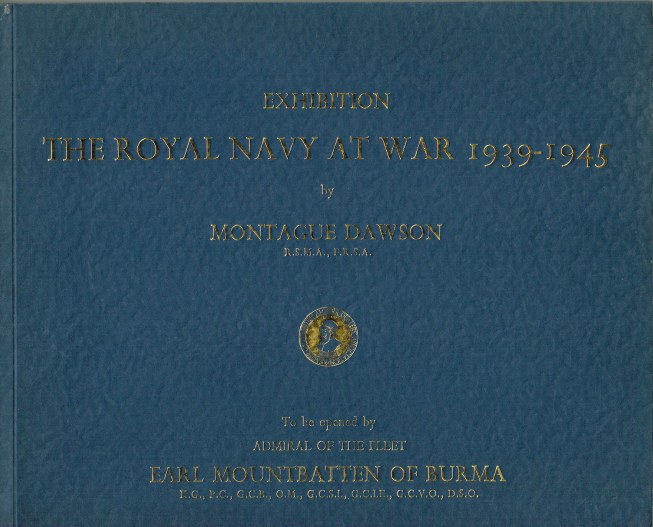 EXHIBITION
THE ROYAL NAVY AT WAR 1939-1945
by
MONTAGUE DAWSON
R.S.M.A., F.R.S.A.
To be opened by
ADMIRAL OF THE FLEET
EARL MOUNTBATTEN OF BURMA
K.G., P.C., G.C.B., O.M., G.C.S.I., G.C.I.E., G.C.V.O., D.S.O.